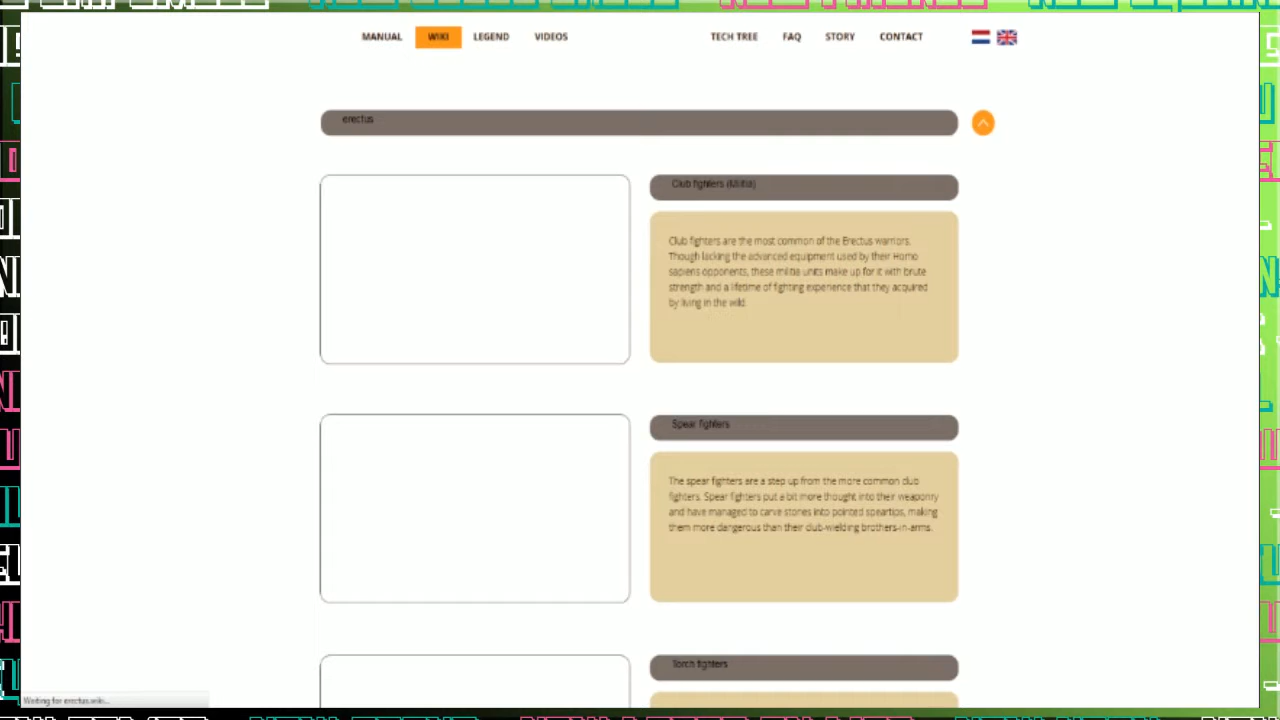 MANUAL WIKI LEGEND VIDEOS TECH TREE FAQ STORY CONTACT
erectus
Club fighters (Militia)
Club fighters are the most common of the Erectus warriors.
Though lacking the advanced equipment used by their Homo
sapiens opponents, these militia units make up for it with brute
strength and a lifetime of fighting experience that they acquired
by living in the wild.
Spear fighters
The spear fighters are a step up from the more common club
fighters. Spear fighters put a bit more thought into their weaponry
and have managed to carve stones into pointed speartips, making
them more dangerous than their club-wielding brothers-in-arms.
Torch fighters
Waiting for erectus.wiki...